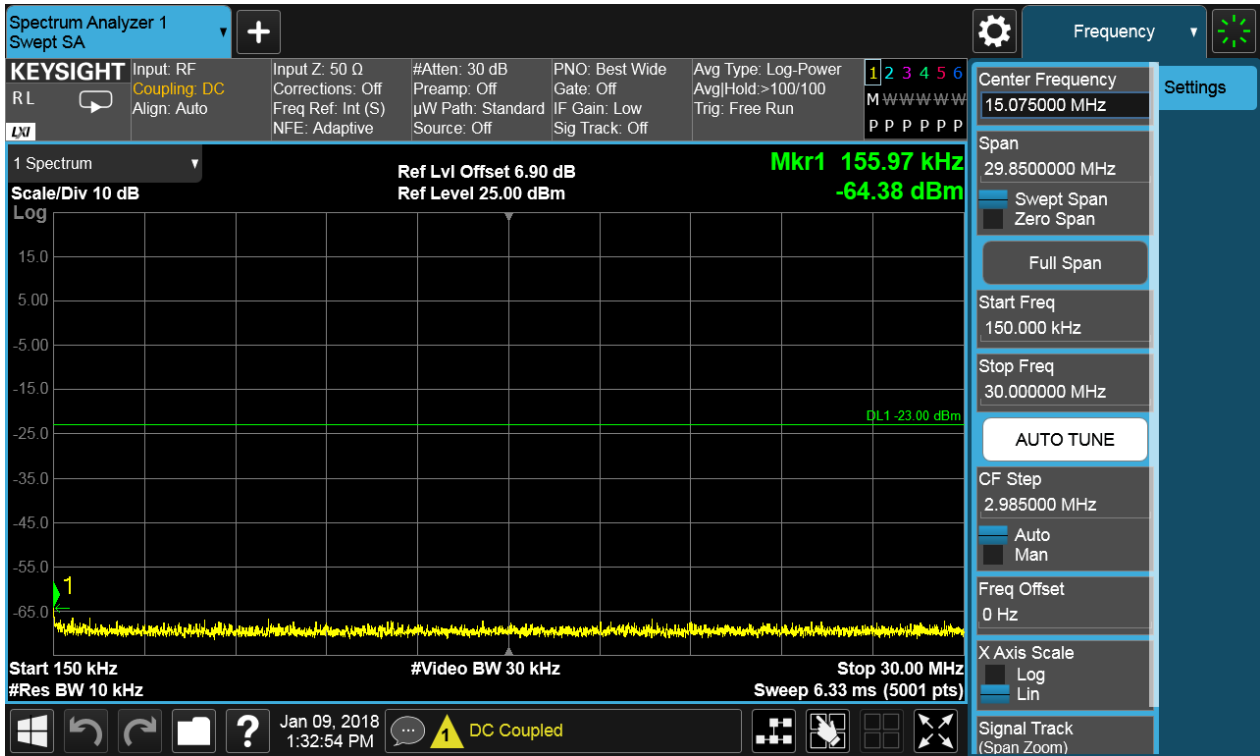 Spectrum Analyzer 1
Swept SA
+
Frequency
KEYSIGHT
RL
LXI
Input: RF
Coupling: DC
Align: Auto
Input Z: 50 Ω
Corrections: Off
Freq Ref: Int (S)
NFE: Adaptive
#Atten: 30 dB
Preamp: Off
µW Path: Standard
Source: Off
PNO: Best Wide
Gate: Off
IF Gain: Low
Sig Track: Off
Avg Type: Log-Power
Avg|Hold:>100/100
Trig: Free Run
1 2 3 4 5 6
M W W W W W
P P P P P P
1 Spectrum
Scale/Div 10 dB
Ref Lvl Offset 6.90 dB
Ref Level 25.00 dBm
Mkr1 155.97 kHz
-64.38 dBm
Log
15.0
5.00
-5.00
-15.0
DL1 -23.00 dBm
-25.0
-35.0
-45.0
-55.0
1
-65.0
Start 150 kHz
#Video BW 30 kHz
Stop 30.00 MHz
#Res BW 10 kHz
Sweep 6.33 ms (5001 pts)
Center Frequency
15.075000 MHz
Span
29.8500000 MHz
Swept Span
Zero Span
Full Span
Start Freq
150.000 kHz
Stop Freq
30.000000 MHz
AUTO TUNE
CF Step
2.985000 MHz
Auto
Man
Freq Offset
0 Hz
X Axis Scale
Log
Lin
Signal Track
(Span Zoom)
Settings
?
Jan 09, 2018
1:32:54 PM
1
DC Coupled